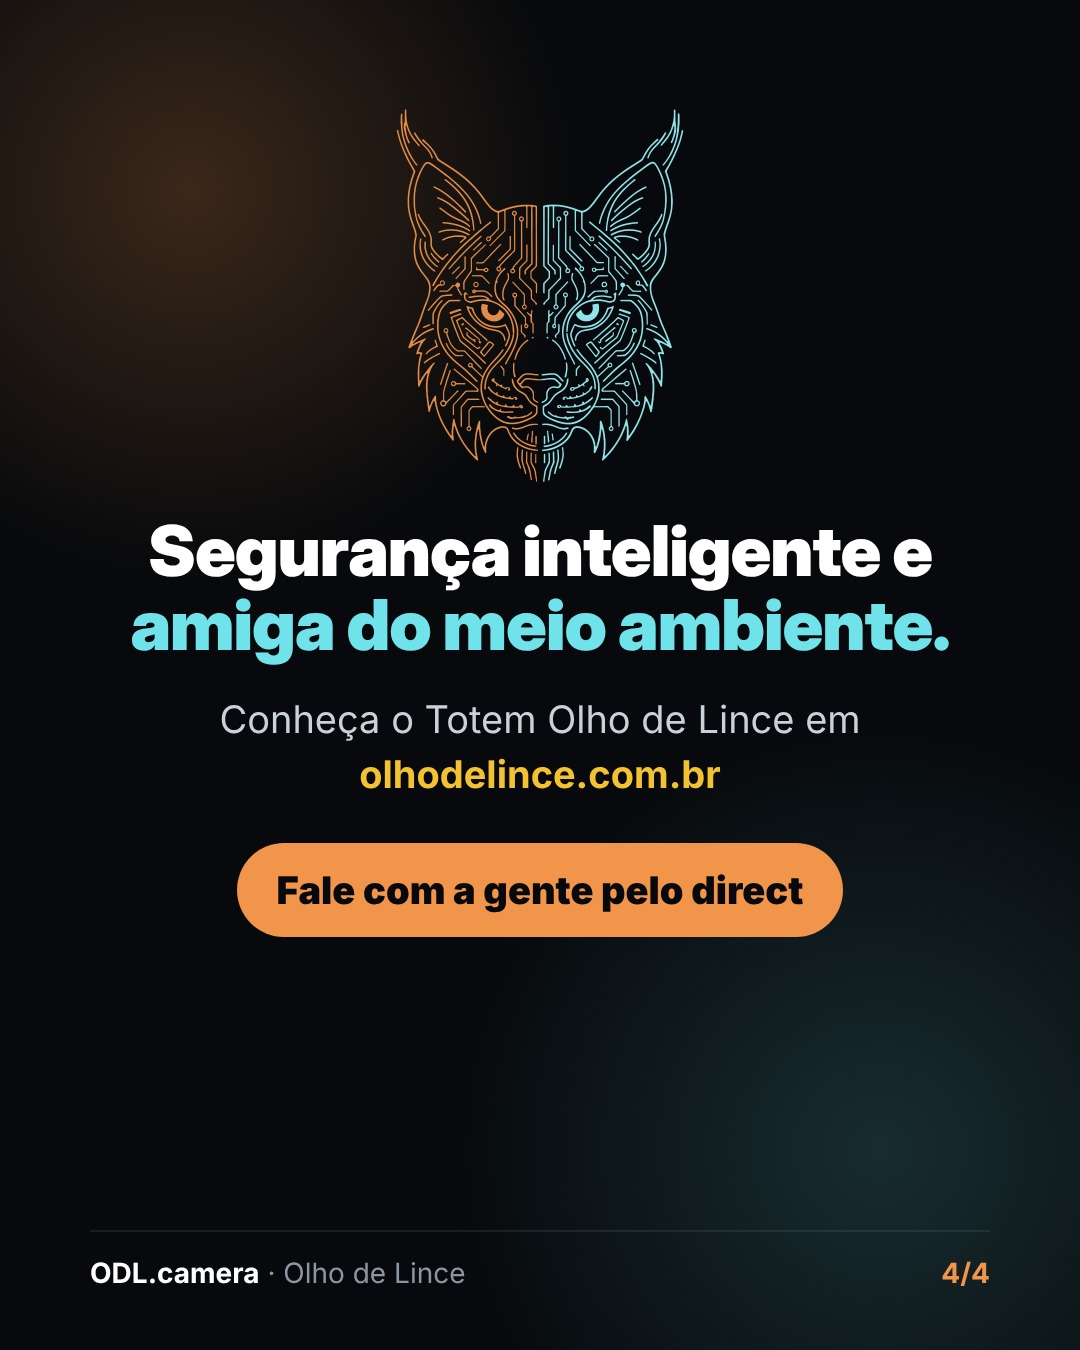 Segurança inteligente e
amiga do meio ambiente.
Conheça o Totem Olho de Lince em
olhodelince.com.br
Fale com a gente pelo direct
ODL.camera · Olho de Lince
4/4